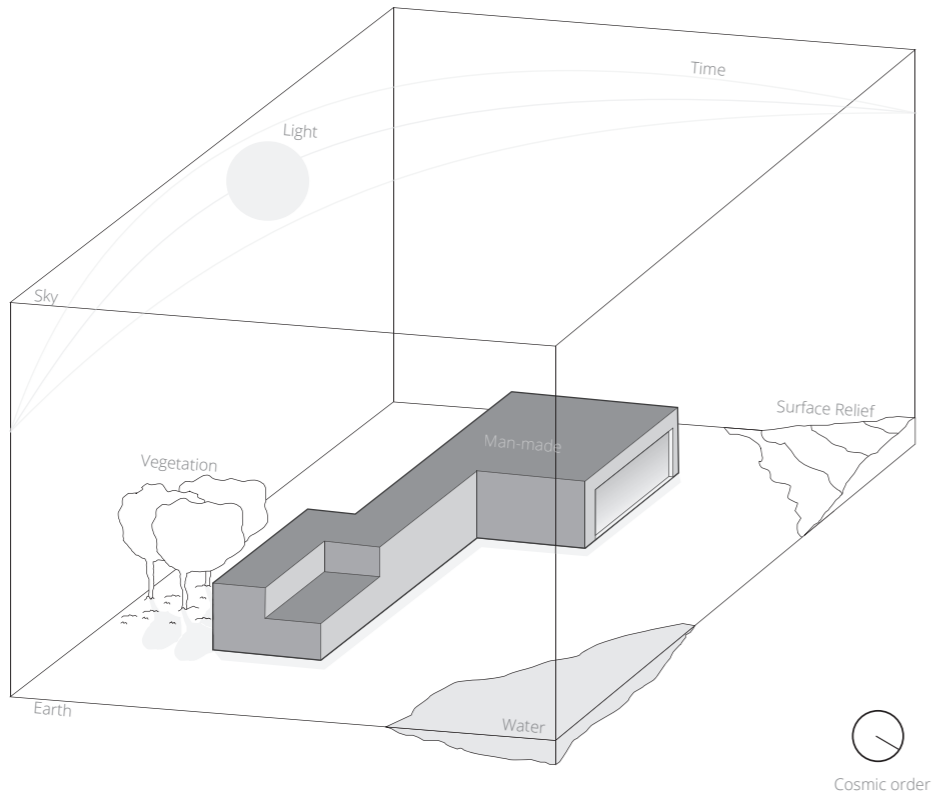 Time
Light
Sky
Surface Relief
Man-made
Vegetation
Earth
Water
Cosmic order